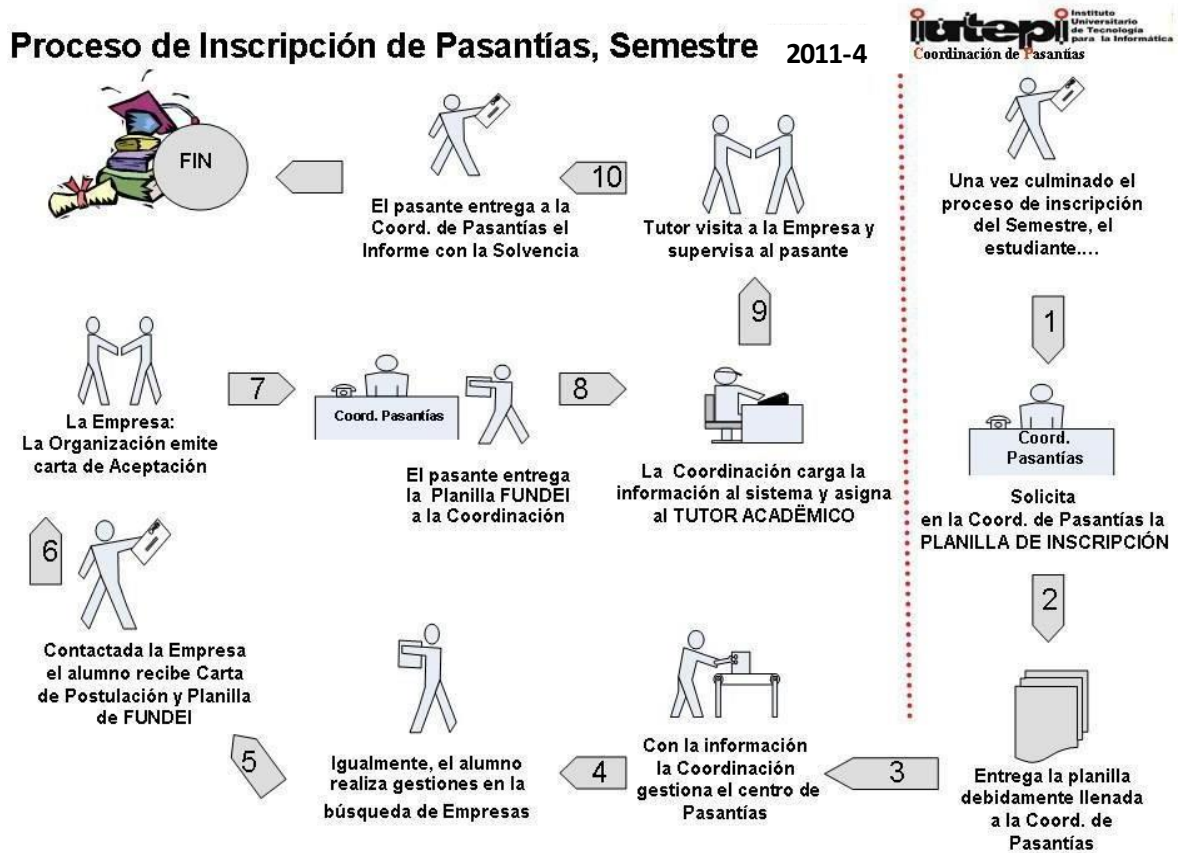 Proceso de Inscripción de Pasantías, Semestre 2011-4
iutepi
Instituto
Universitario
de Tecnología
para la Informática
Coordinación de Pasantías
Una vez culminado el
proceso de inscripción
del Semestre, el
estudiante....
1
Coord.
Pasantías
Solicita
en la Coord. de Pasantías la
PLANILLA DE INSCRIPCIÓN
2
Entrega la planilla
debidamente llenada
a la Coord. de
Pasantías
3
Con la información
la Coordinación
gestiona el centro de
Pasantías
4
Igualmente, el alumno
realiza gestiones en la
búsqueda de Empresas
5
Contactada la Empresa
el alumno recibe Carta
de Postulación y Planilla
de FUNDEI
6
La Empresa:
La Organización emite
carta de Aceptación
7
Coord. Pasantías
El pasante entrega
la Planilla FUNDEI
a la Coordinación
8
La Coordinación carga la
información al sistema y asigna
al TUTOR ACADËMICO
9
Tutor visita a la Empresa y
supervisa al pasante
10
El pasante entrega a la
Coord. de Pasantías el
Informe con la Solvencia
FIN